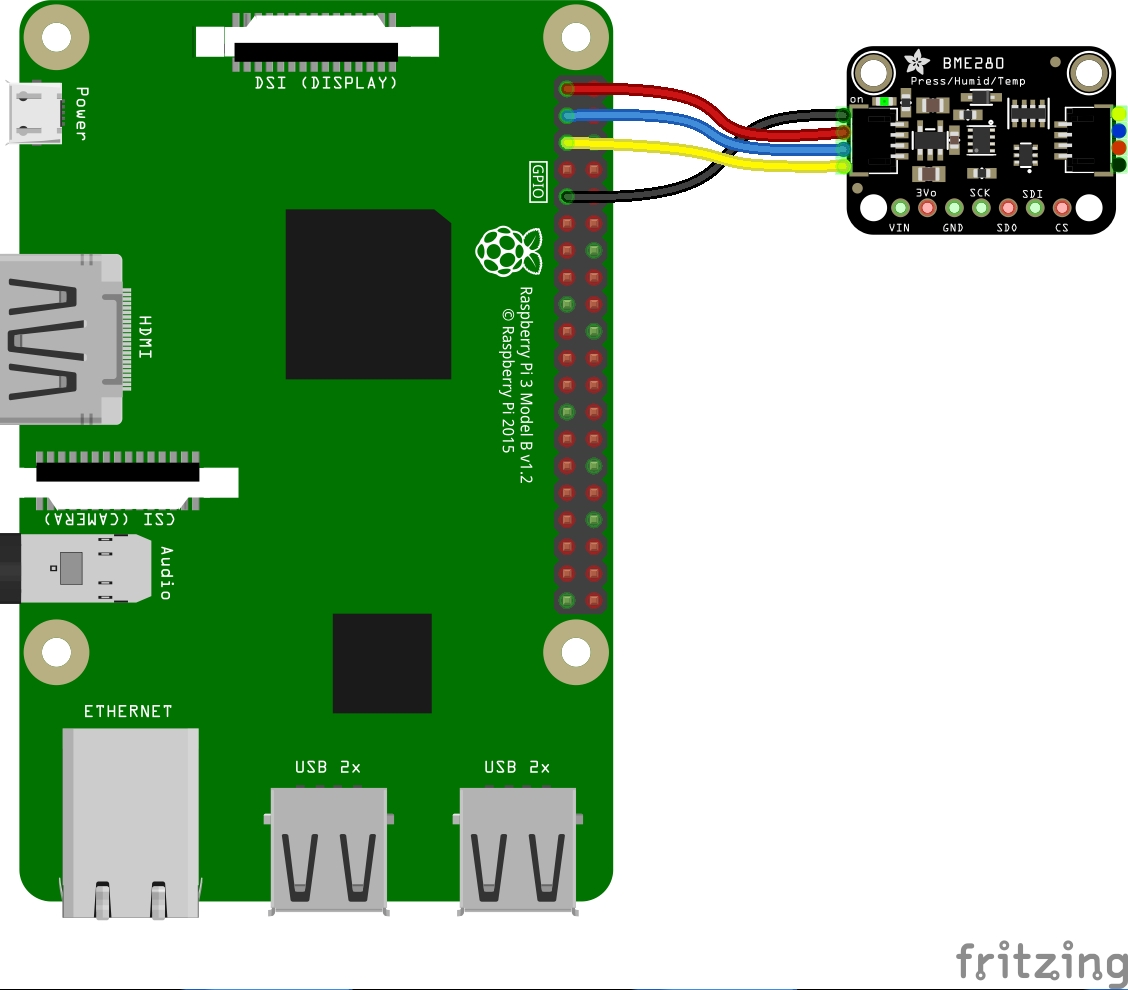 DSI (DISPLAY)
Power
BME280
Press/Humid/Temp
on
GPIO
3Vo
SCK
SDI
VIN
GND
SDO
CS
Raspberry Pi 3 Model B v1.2
© Raspberry Pi 2015
HDMI
CSI (CAMERA)
Audio
ETHERNET
USB 2x
USB 2x
fritzing